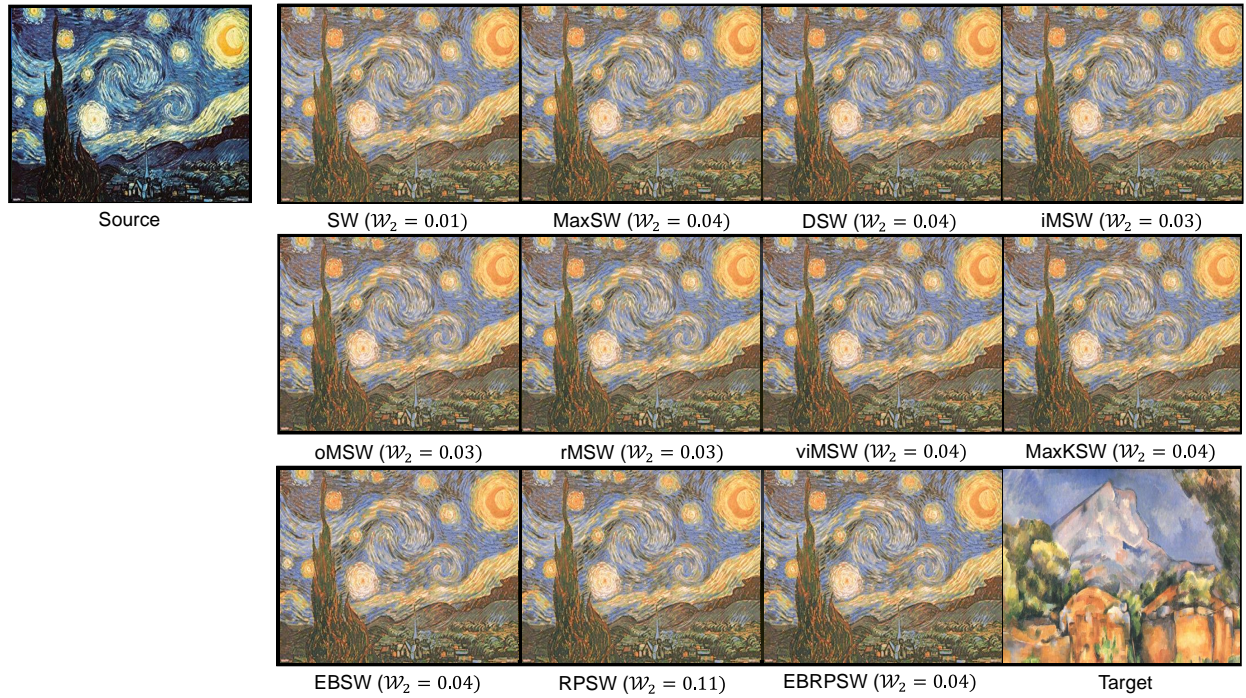 Source
SW (𝒲₂ = 0.01)
MaxSW (𝒲₂ = 0.04)
DSW (𝒲₂ = 0.04)
iMSW (𝒲₂ = 0.03)
oMSW (𝒲₂ = 0.03)
rMSW (𝒲₂ = 0.03)
viMSW (𝒲₂ = 0.04)
MaxKSW (𝒲₂ = 0.04)
EBSW (𝒲₂ = 0.04)
RPSW (𝒲₂ = 0.11)
EBRPSW (𝒲₂ = 0.04)
Target